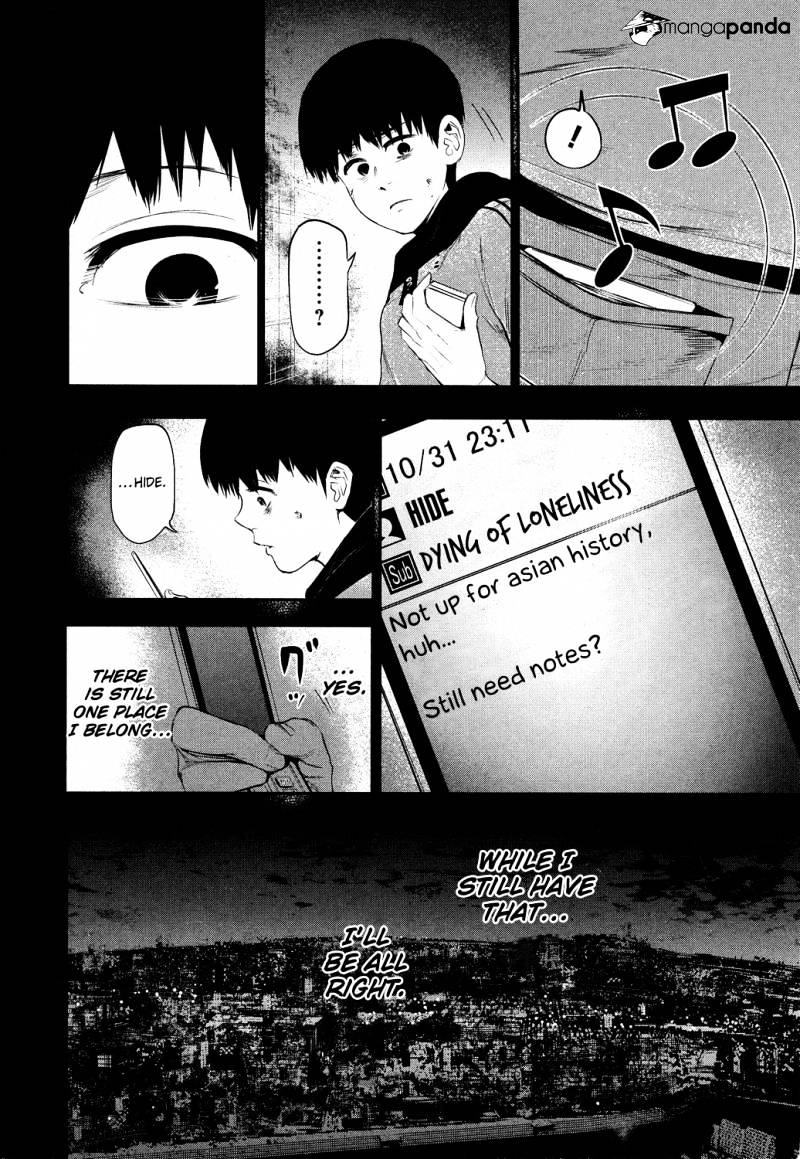 mangapanda
!
.........?
10/31 23:11
HIDE
Sub DYING OF LONELINESS
Not up for asian history,
huh...
Still need notes?
...HIDE.
...
YES.
グッ
THERE
IS STILL
ONE PLACE
I BELONG...
WHILE I
STILL HAVE
THAT...
I'LL
BE ALL
RIGHT.